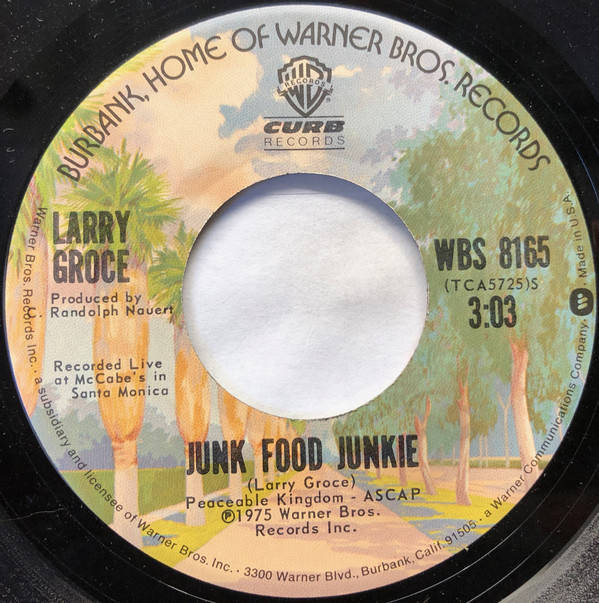 BURBANK, HOME OF WARNER BROS. RECORDS
WB
RECORDS
CURB
RECORDS
LARRY
GROCE
Produced by
Randolph Nauert
Recorded Live
at McCabe's in
Santa Monica
WBS 8165
(TCA5725)S
3:03
JUNK FOOD JUNKIE
(Larry Groce)
Peaceable Kingdom - ASCAP
℗1975 Warner Bros.
Records Inc.
Warner Bros. Records Inc. · a subsidiary and licensee of Warner Bros. Inc. · 3300 Warner Blvd., Burbank, Calif. 91505 · a Warner Communications Company. Made in U.S.A.